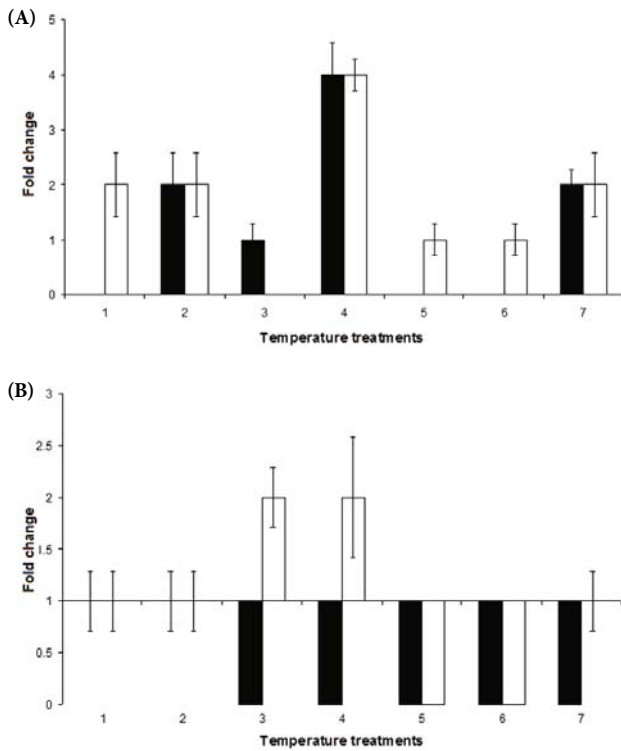 (A)
Fold change
5
4
3
2
1
0
1 2 3 4 5 6 7
Temperature treatments
(B)
Fold change
3
2.5
2
1.5
1
0.5
0
1 2 3 4 5 6 7
Temperature treatments